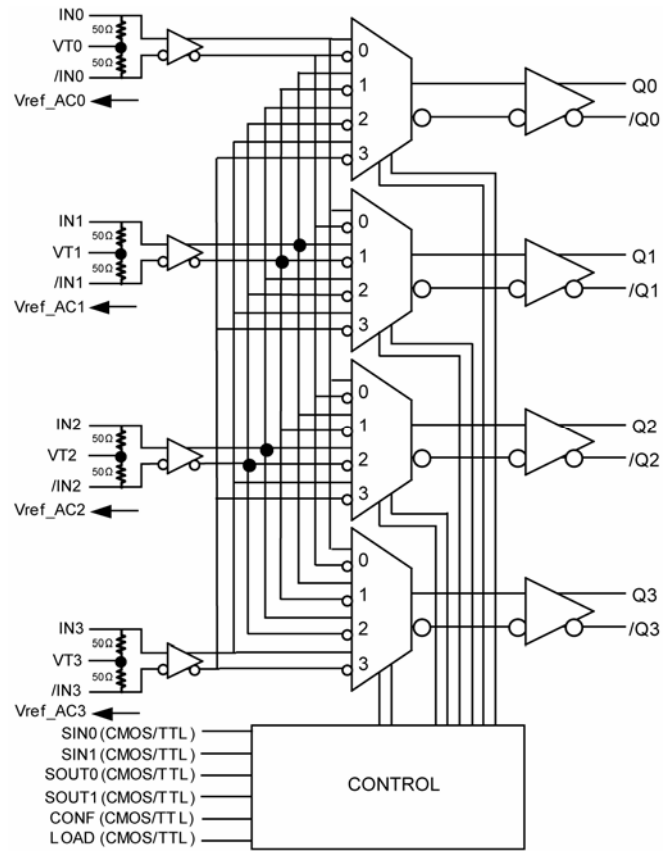 IN0
50Ω
VT0
50Ω
/IN0
Vref_AC0
0
1
2
3
Q0
/Q0
IN1
50Ω
VT1
50Ω
/IN1
Vref_AC1
0
1
2
3
Q1
/Q1
IN2
50Ω
VT2
50Ω
/IN2
Vref_AC2
0
1
2
3
Q2
/Q2
IN3
50Ω
VT3
50Ω
/IN3
Vref_AC3
0
1
2
3
Q3
/Q3
SIN0 (CMOS/TTL)
SIN1 (CMOS/TTL)
SOUT0 (CMOS/TTL)
SOUT1 (CMOS/TTL)
CONF (CMOS/TTL)
LOAD (CMOS/TTL)
CONTROL